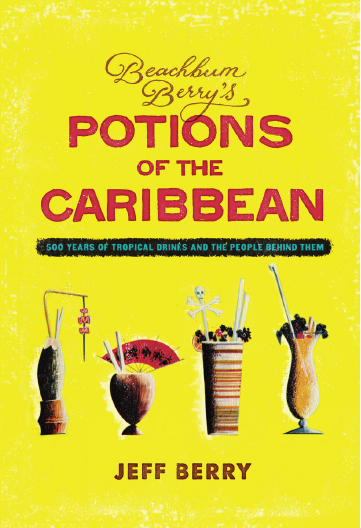 Beachbum
Berry's
POTIONS
OF THE
CARIBBEAN
500 YEARS OF TROPICAL DRINKS AND THE PEOPLE BEHIND THEM
JEFF BERRY